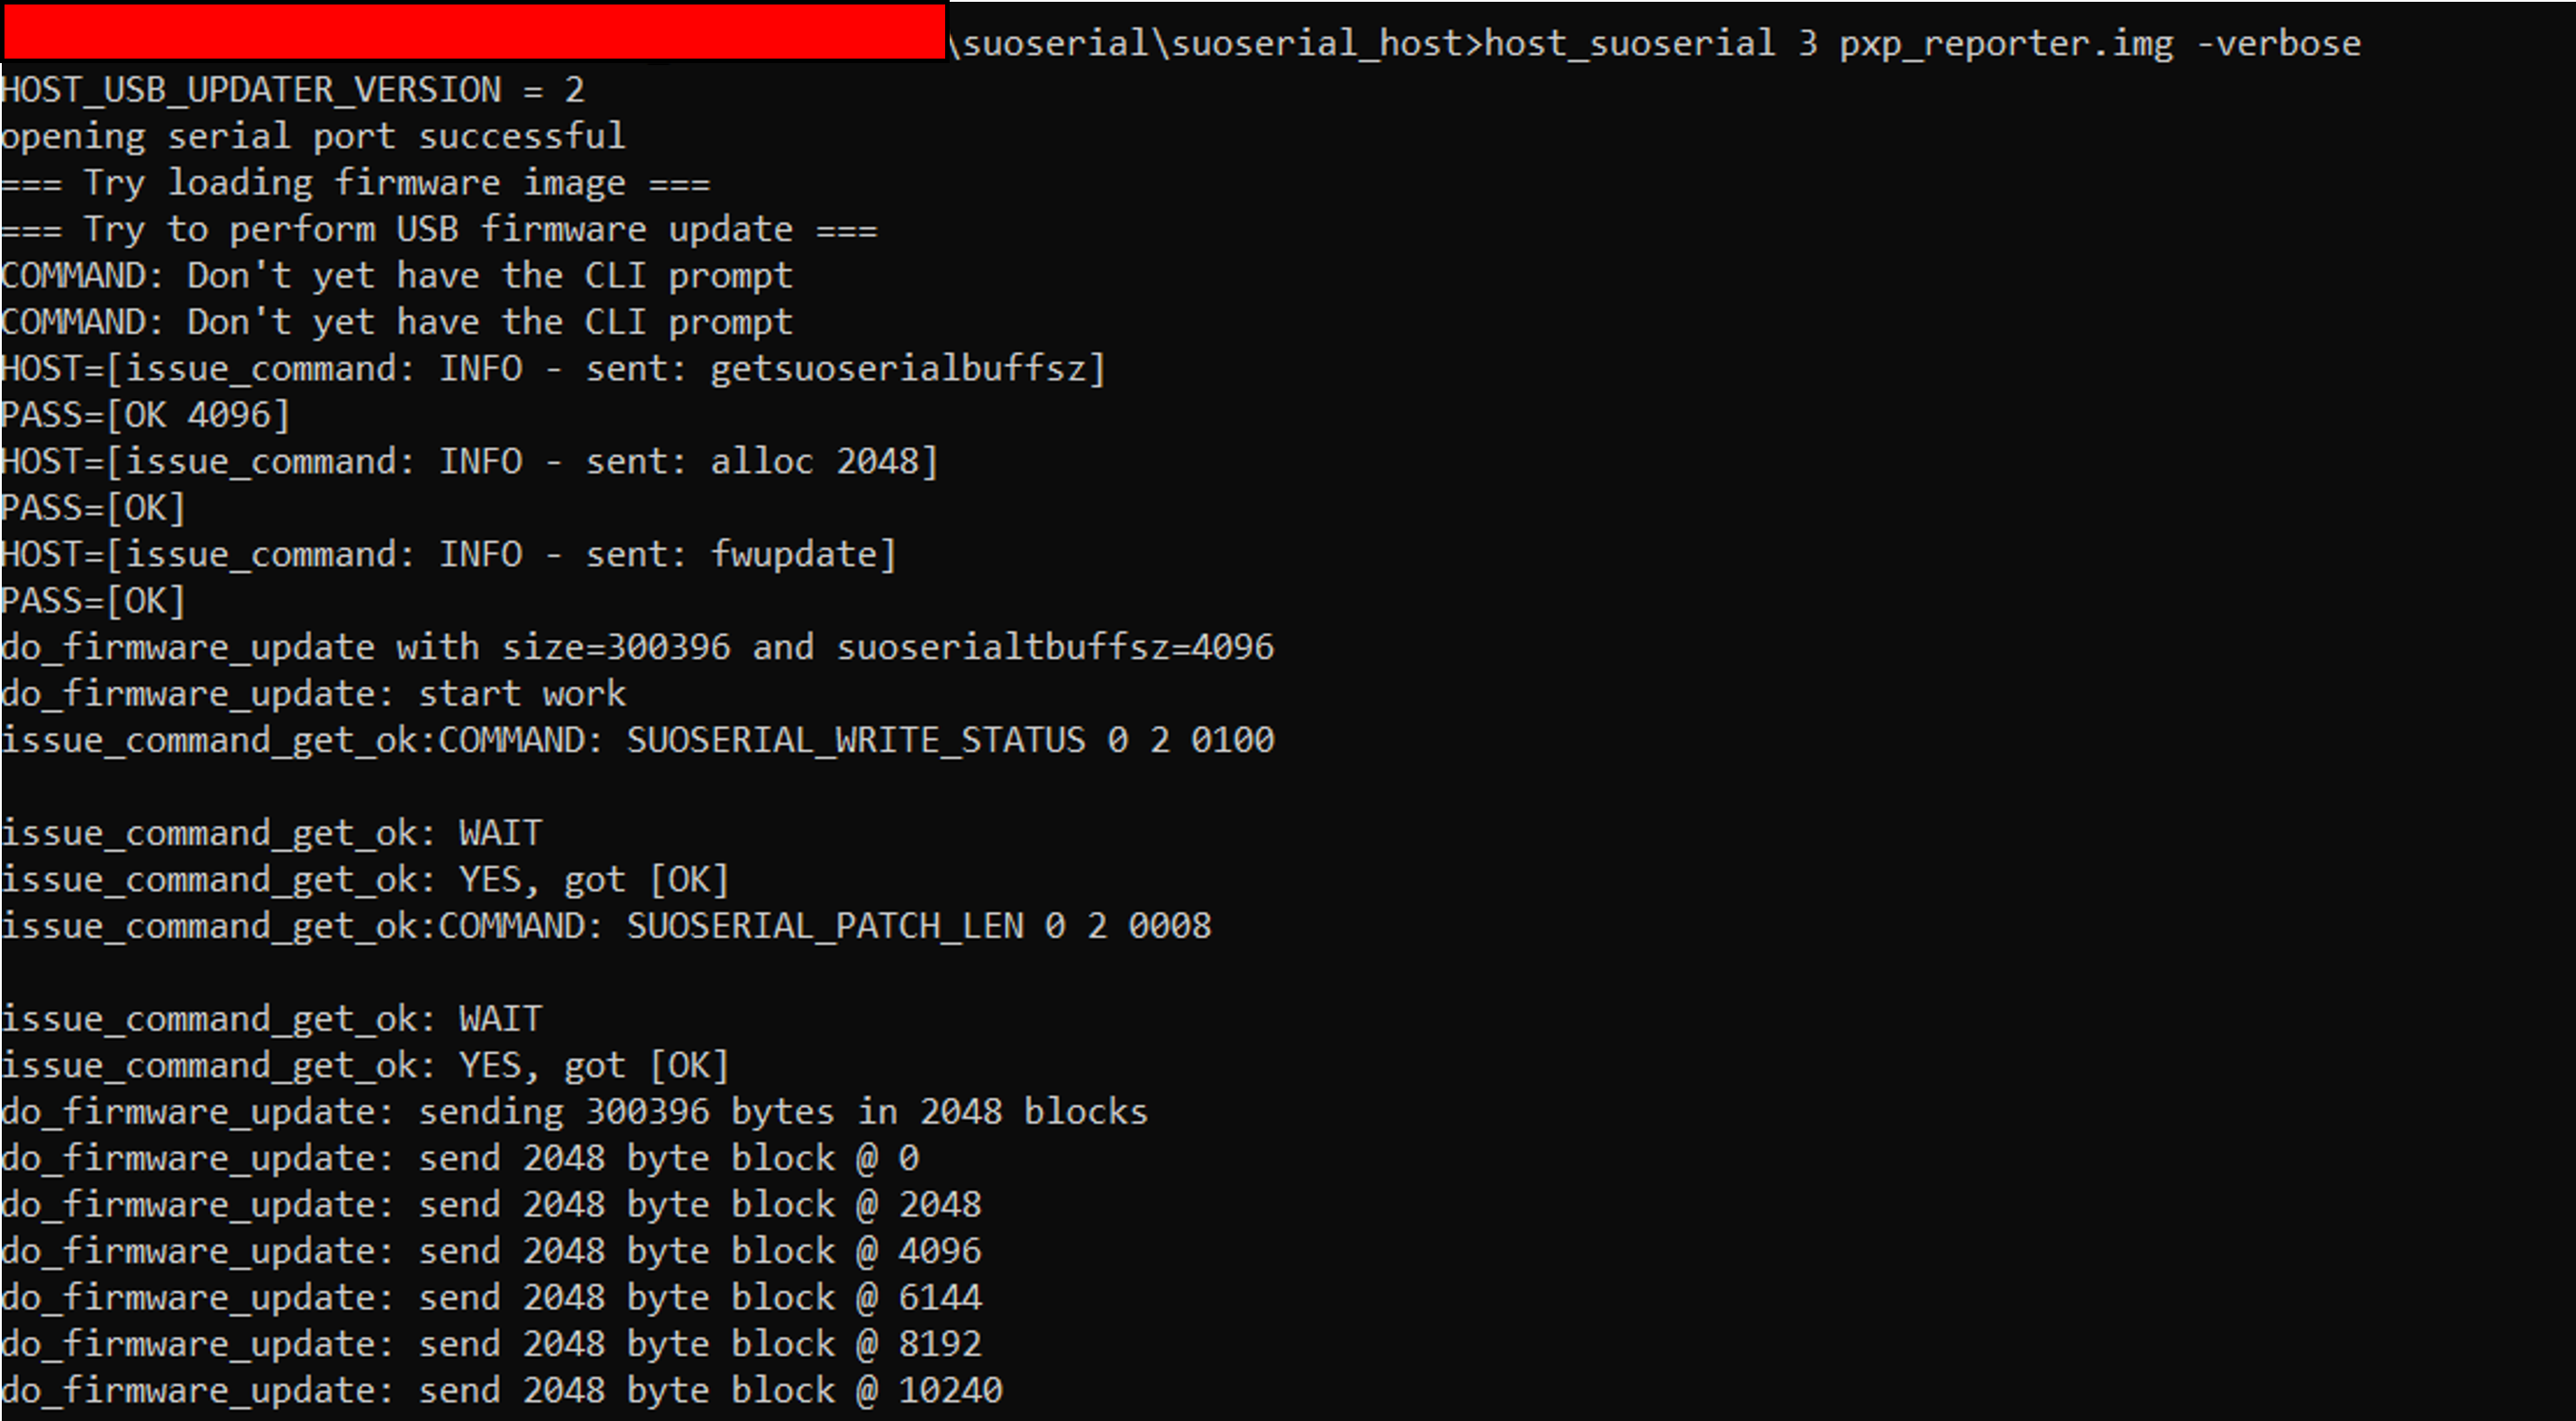 \suoserial\suoserial_host>host_suoserial 3 pxp_reporter.img -verbose
HOST_USB_UPDATER_VERSION = 2
opening serial port successful
=== Try loading firmware image ===
=== Try to perform USB firmware update ===
COMMAND: Don't yet have the CLI prompt
COMMAND: Don't yet have the CLI prompt
HOST=[issue_command: INFO - sent: getsuoserialbuffsz]
PASS=[OK 4096]
HOST=[issue_command: INFO - sent: alloc 2048]
PASS=[OK]
HOST=[issue_command: INFO - sent: fwupdate]
PASS=[OK]
do_firmware_update with size=300396 and suoserialtbuffsz=4096
do_firmware_update: start work
issue_command_get_ok:COMMAND: SUOSERIAL_WRITE_STATUS 0 2 0100
issue_command_get_ok: WAIT
issue_command_get_ok: YES, got [OK]
issue_command_get_ok:COMMAND: SUOSERIAL_PATCH_LEN 0 2 0008
issue_command_get_ok: WAIT
issue_command_get_ok: YES, got [OK]
do_firmware_update: sending 300396 bytes in 2048 blocks
do_firmware_update: send 2048 byte block @ 0
do_firmware_update: send 2048 byte block @ 2048
do_firmware_update: send 2048 byte block @ 4096
do_firmware_update: send 2048 byte block @ 6144
do_firmware_update: send 2048 byte block @ 8192
do_firmware_update: send 2048 byte block @ 10240